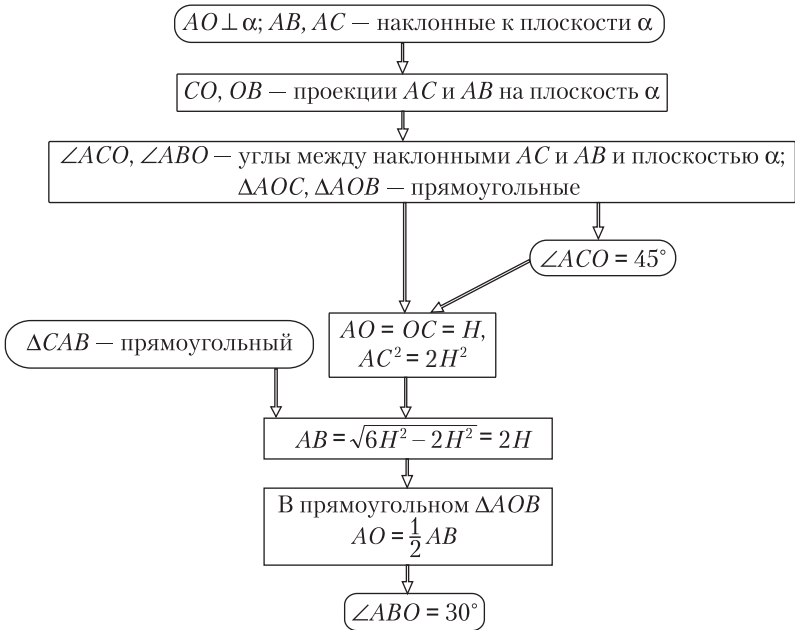 AO ⊥ α; AB, AC — наклонные к плоскости α
CO, OB — проекции AC и AB на плоскость α
∠ACO, ∠ABO — углы между наклонными AC и AB и плоскостью α;
ΔAOC, ΔAOB — прямоугольные
∠ACO = 45°
ΔCAB — прямоугольный
AO = OC = H,
AC² = 2H²
AB = √(6H² − 2H²) = 2H
В прямоугольном ΔAOB
AO = 1/2 AB
∠ABO = 30°